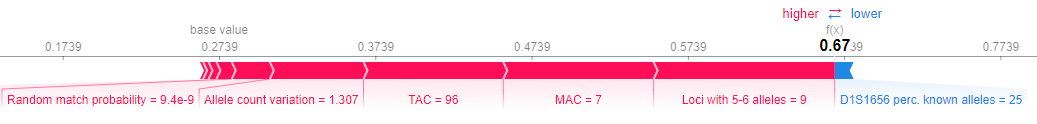 higher ⇄ lower
base value f(x)
0.1739 0.2739 0.3739 0.4739 0.5739 0.67 39 0.7739
Random match probability = 9.4e-9 Allele count variation = 1.307 TAC = 96 MAC = 7 Loci with 5-6 alleles = 9 D1S1656 perc. known alleles = 25